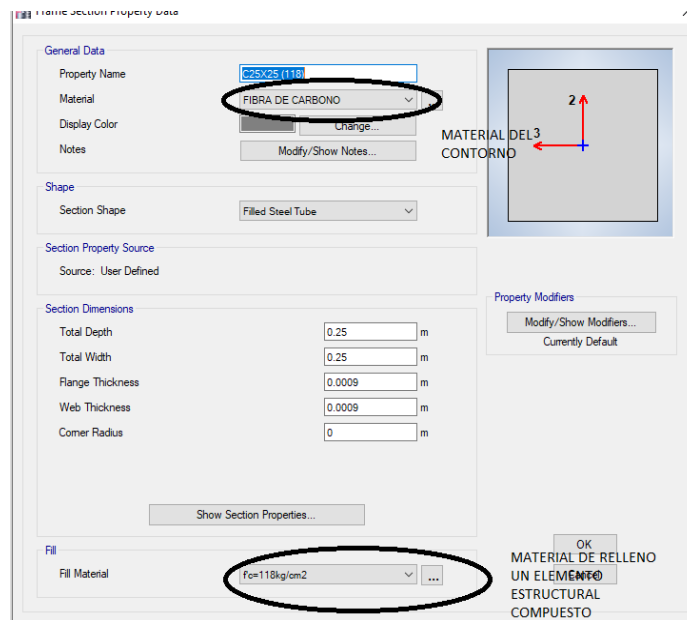 Frame Section Property Data
General Data
Property Name C25X25 (118)
Material FIBRA DE CARBONO ...
Display Color Change...
Notes Modify/Show Notes...
2
3
MATERIAL DEL
CONTORNO
Shape
Section Shape Filled Steel Tube
Section Property Source
Source: User Defined
Property Modifiers
Modify/Show Modifiers...
Currently Default
Section Dimensions
Total Depth 0.25 m
Total Width 0.25 m
Flange Thickness 0.0009 m
Web Thickness 0.0009 m
Corner Radius 0 m
Show Section Properties...
Fill
Fill Material f'c=118kg/cm2 ...
OK
Cancel
MATERIAL DE RELLENO
UN ELEMENTO
ESTRUCTURAL
COMPUESTO